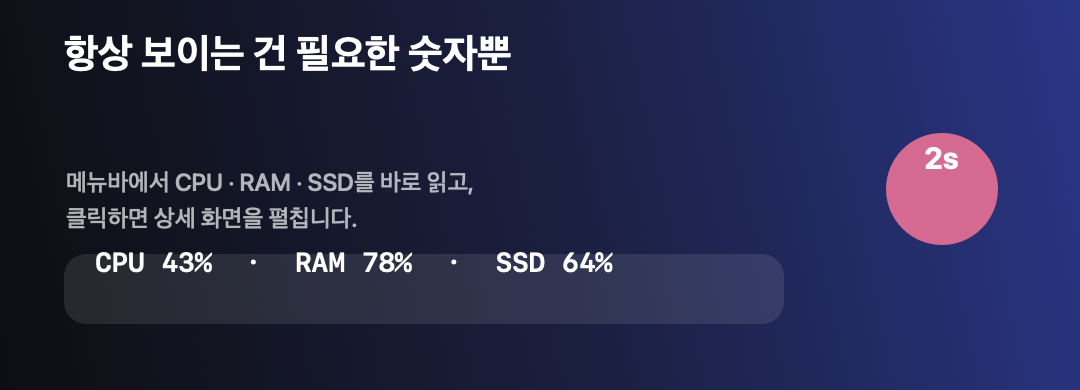 항상 보이는 건 필요한 숫자뿐
2s
메뉴바에서 CPU · RAM · SSD를 바로 읽고,
클릭하면 상세 화면을 펼칩니다.
CPU 43% · RAM 78% · SSD 64%